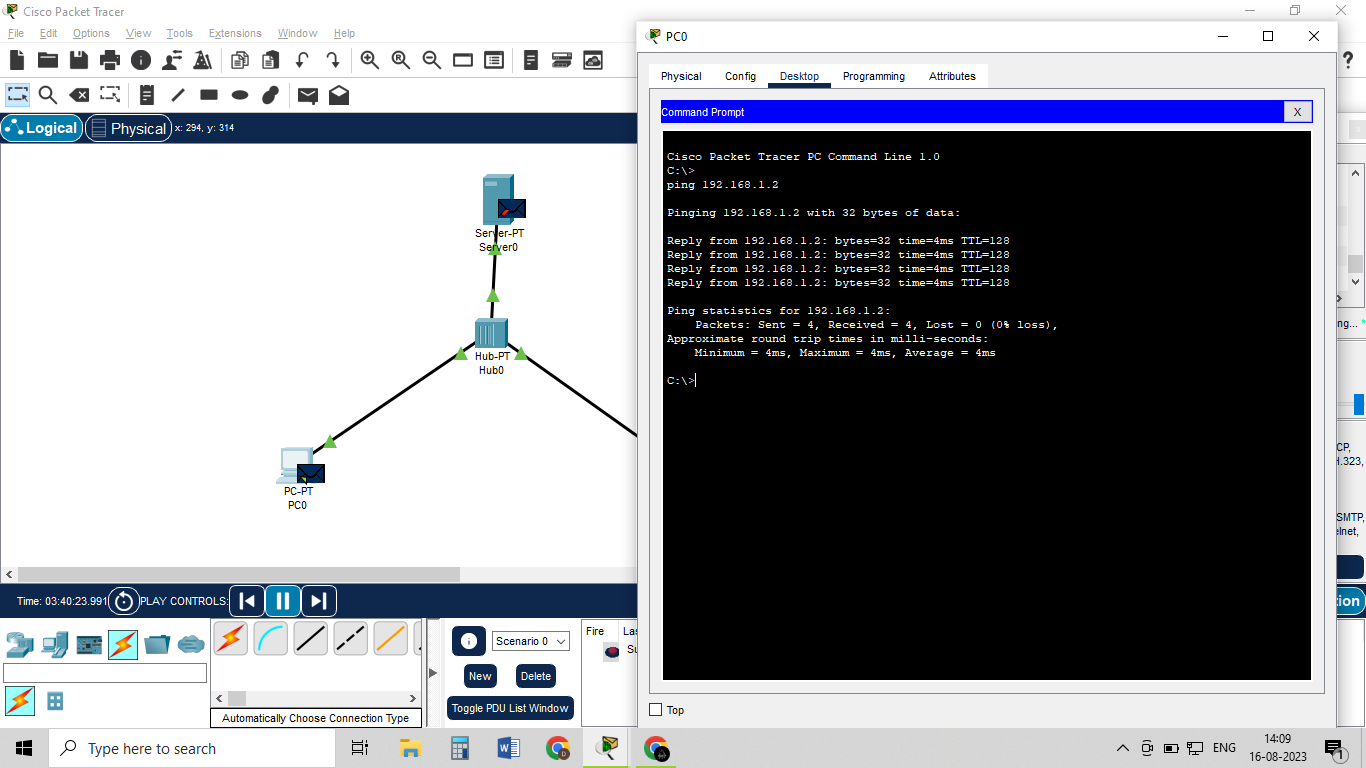 Cisco Packet Tracer
File Edit Options View Tools Extensions Window Help
Logical Physical x: 294, y: 314
Server-PT
Server0
Hub-PT
Hub0
PC-PT
PC0
Time: 03:40:23.991 PLAY CONTROLS:
Scenario 0
New Delete
Toggle PDU List Window
Fire Las
Su
Automatically Choose Connection Type
PC0
Physical Config Desktop Programming Attributes
Command Prompt X
Cisco Packet Tracer PC Command Line 1.0
C:\>
ping 192.168.1.2
Pinging 192.168.1.2 with 32 bytes of data:
Reply from 192.168.1.2: bytes=32 time=4ms TTL=128
Reply from 192.168.1.2: bytes=32 time=4ms TTL=128
Reply from 192.168.1.2: bytes=32 time=4ms TTL=128
Reply from 192.168.1.2: bytes=32 time=4ms TTL=128
Ping statistics for 192.168.1.2:
Packets: Sent = 4, Received = 4, Lost = 0 (0% loss),
Approximate round trip times in milli-seconds:
Minimum = 4ms, Maximum = 4ms, Average = 4ms
C:\>
Top
ng...
CP,
H.323,
SMTP,
elnet,
tion
Type here to search
ENG
14:09
16-08-2023
1